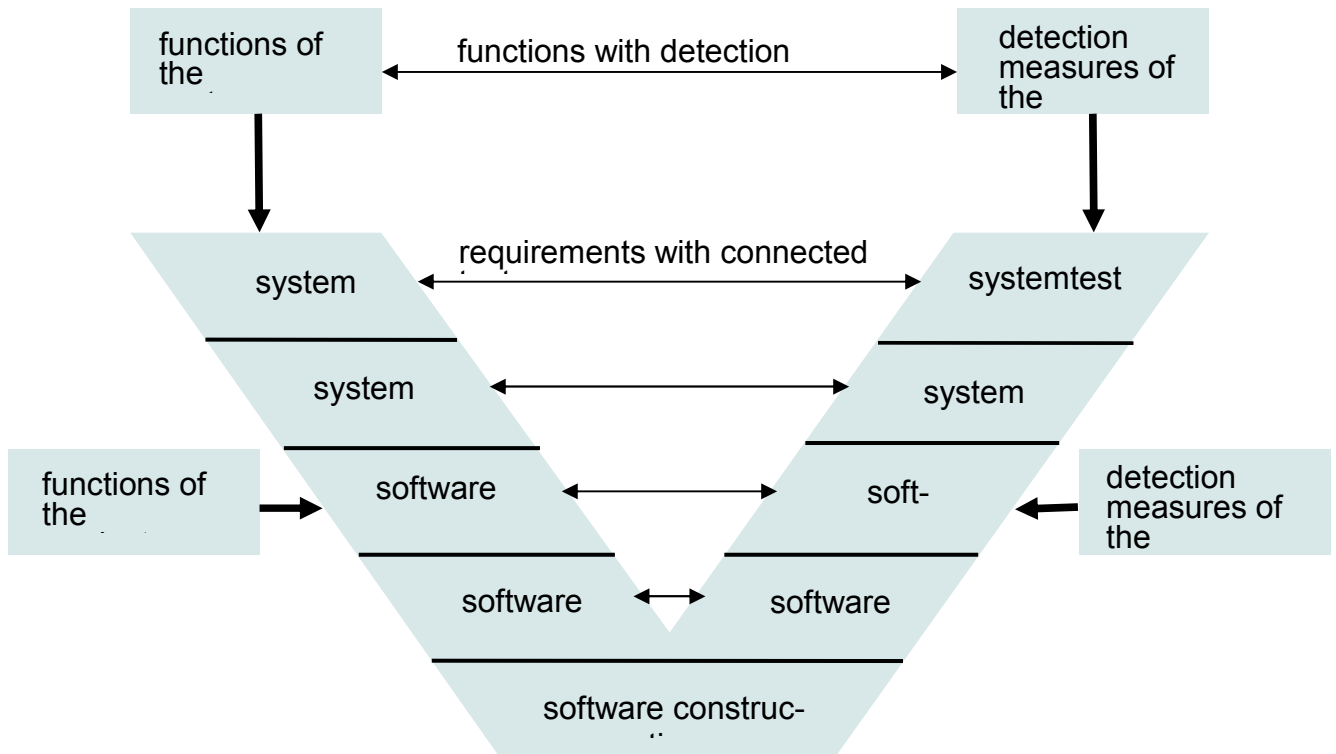 functions of
the
functions with detection
detection
measures of
the
system
requirements with connected
systemtest
system
system
functions of
the
software
soft-
detection
measures of
the
software
software
software construc-